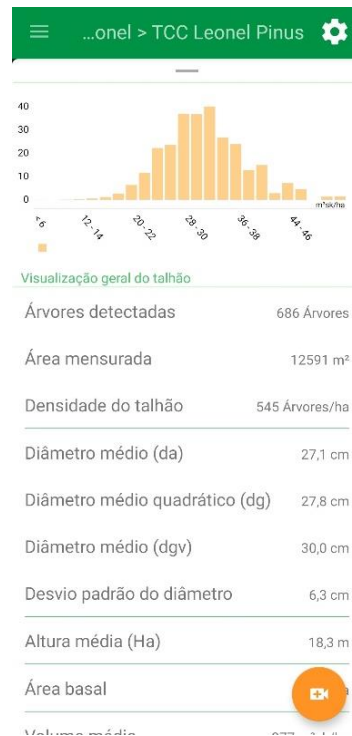 ...onel > TCC Leonel Pinus
40
30
20
10
0
m³sk/ha
< 6
12 - 14
20 - 22
28 - 30
36 - 38
44 - 46
Visualização geral do talhão
Árvores detectadas 686 Árvores
Área mensurada 12591 m²
Densidade do talhão 545 Árvores/ha
Diâmetro médio (da) 27,1 cm
Diâmetro médio quadrático (dg) 27,8 cm
Diâmetro médio (dgv) 30,0 cm
Desvio padrão do diâmetro 6,3 cm
Altura média (Ha) 18,3 m
Área basal
Volume médio